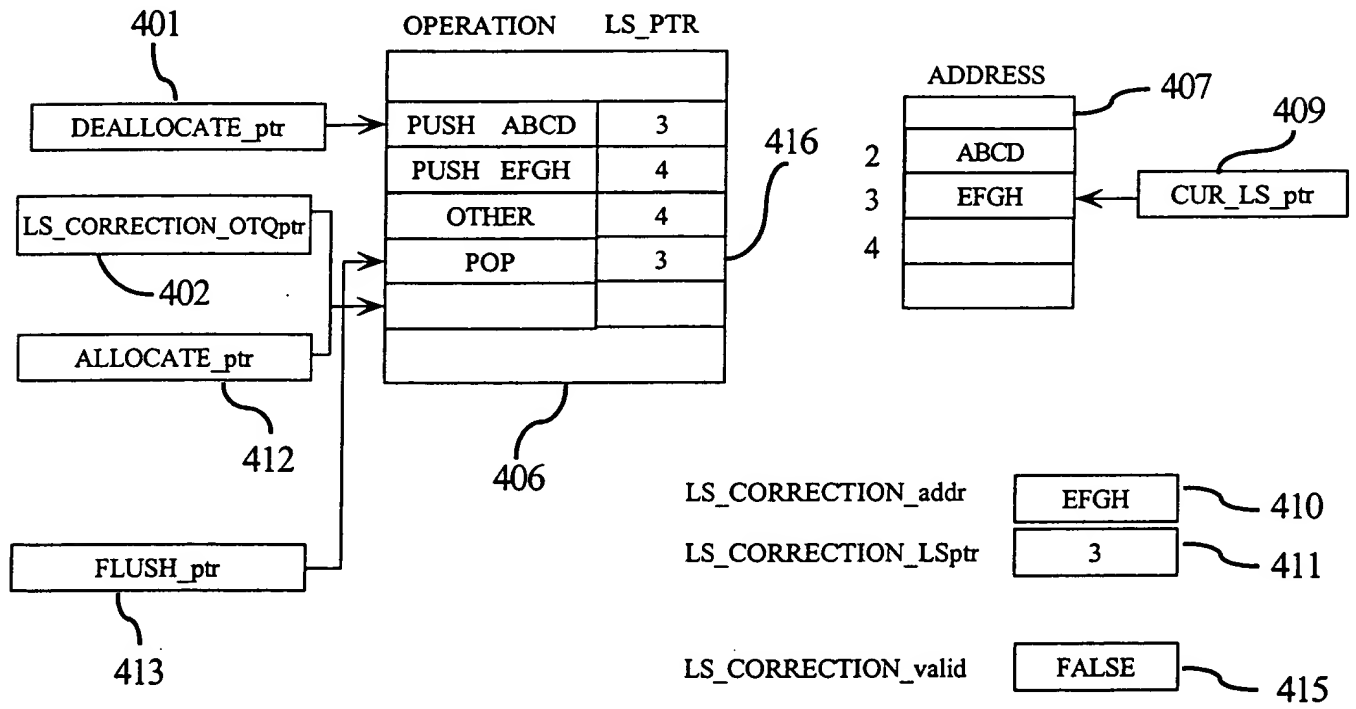 401
OPERATION LS_PTR
DEALLOCATE_ptr
PUSH ABCD 3
PUSH EFGH 4
OTHER 4
POP 3
416
LS_CORRECTION_OTQptr
402
ALLOCATE_ptr
412
406
FLUSH_ptr
413
ADDRESS
407
409
2 ABCD
3 EFGH
4
CUR_LS_ptr
LS_CORRECTION_addr EFGH 410
LS_CORRECTION_LSptr 3 411
LS_CORRECTION_valid FALSE 415